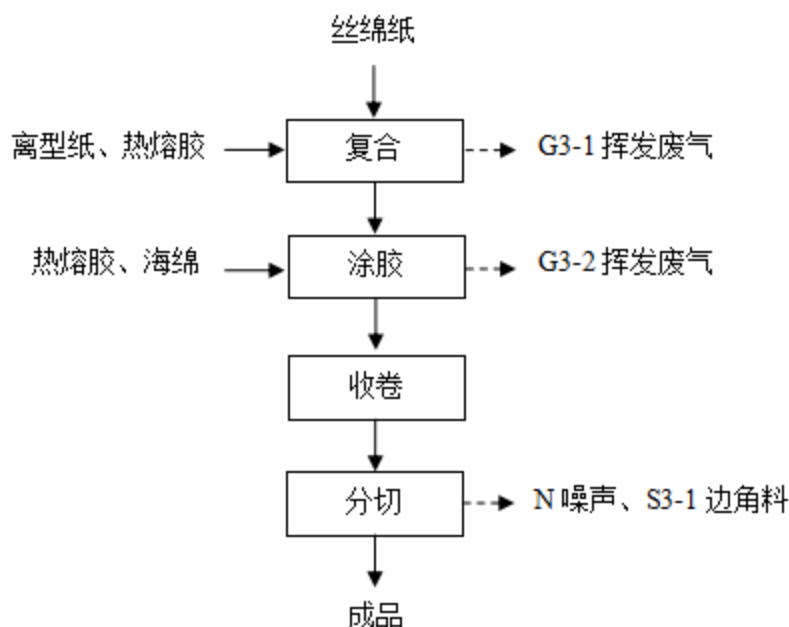 丝绵纸
离型纸、热熔胶
复合
G3-1 挥发废气
热熔胶、海绵
涂胶
G3-2 挥发废气
收卷
分切
N 噪声、S3-1 边角料
成品